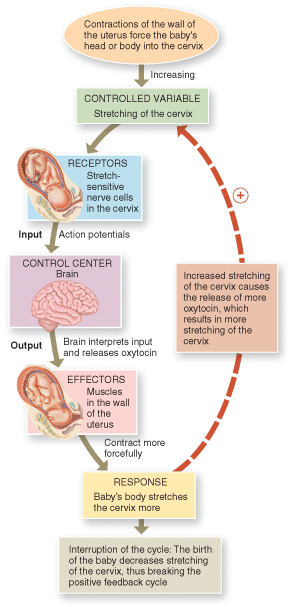 Contractions of the wall of
the uterus force the baby's
head or body into the cervix
Increasing
CONTROLLED VARIABLE
Stretching of the cervix
RECEPTORS
Stretch-
sensitive
nerve cells
in the cervix
Input
Action potentials
CONTROL CENTER
Brain
Output
Brain interprets input
and releases oxytocin
EFFECTORS
Muscles
in the wall
of the
uterus
Contract more
forcefully
RESPONSE
Baby's body stretches
the cervix more
+
Increased stretching
of the cervix causes
the release of more
oxytocin, which
results in more
stretching of the
cervix
Interruption of the cycle: The birth
of the baby decreases stretching
of the cervix, thus breaking the
positive feedback cycle